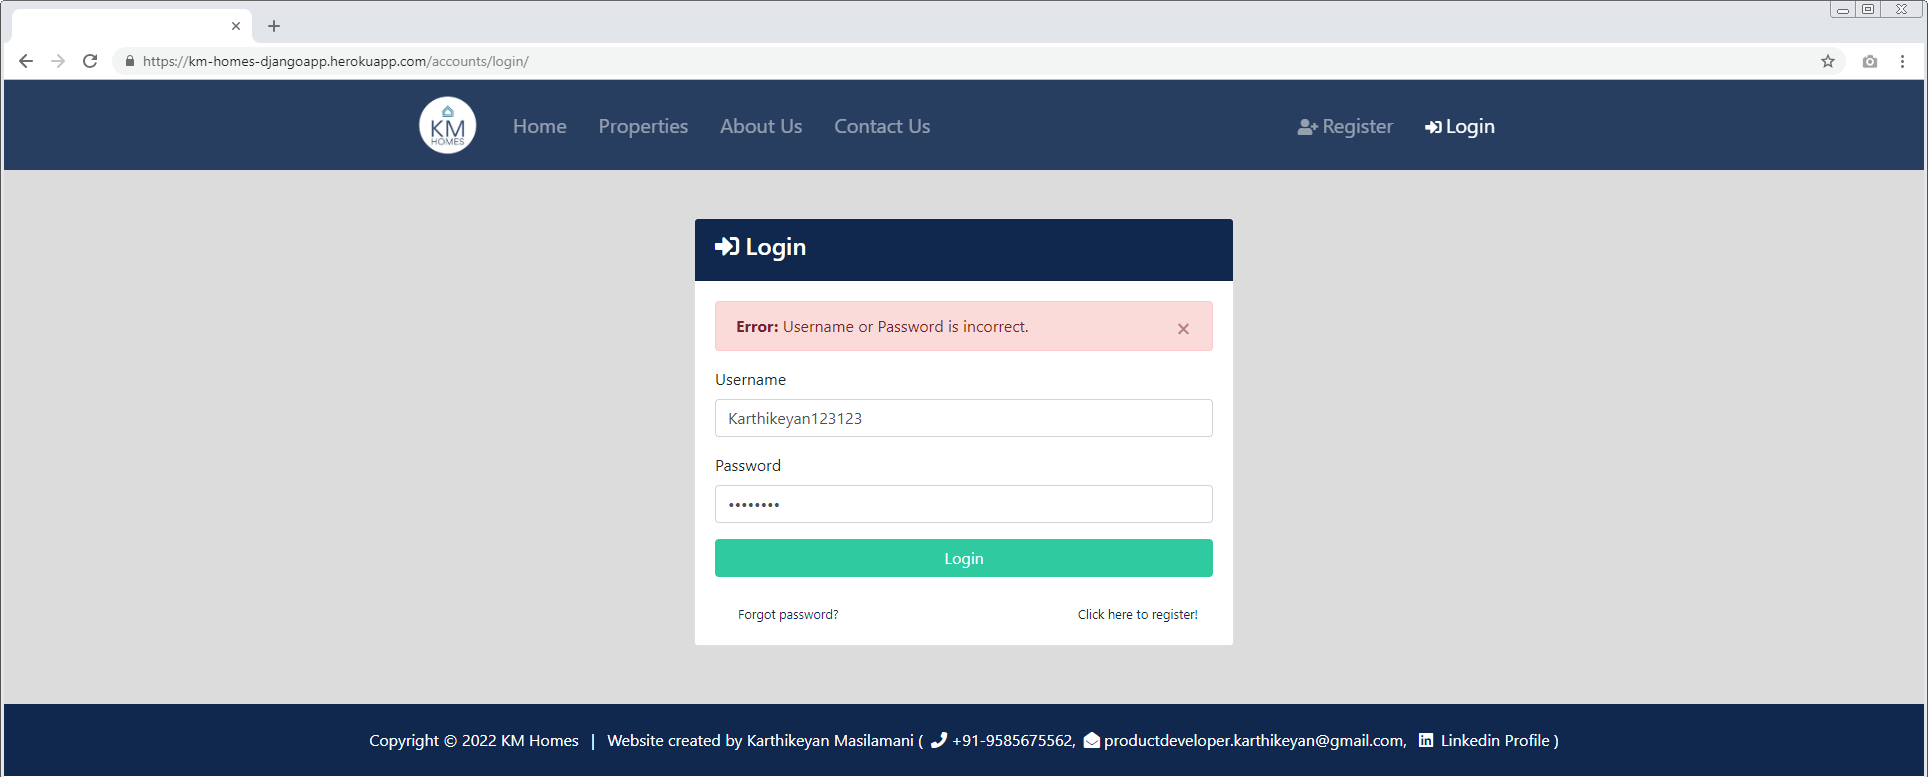 https://km-homes-djangoapp.herokuapp.com/accounts/login/
KM
HOMES
Home Properties About Us Contact Us Register Login
Login
Error: Username or Password is incorrect.
Username
Karthikeyan123123
Password
••••••••
Login
Forgot password? Click here to register!
Copyright © 2022 KM Homes | Website created by Karthikeyan Masilamani ( +91-9585675562, productdeveloper.karthikeyan@gmail.com, Linkedin Profile )